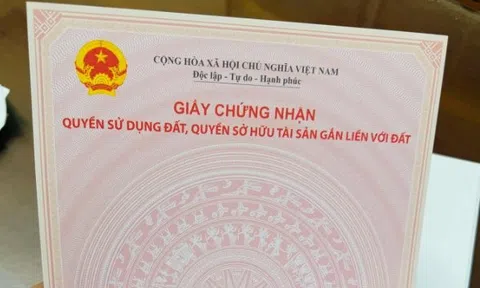 CỘNG HÒA XÃ HỘI CHỦ NGHĨA VIỆT NAM
Độc lập - Tự do - Hạnh phúc
GIẤY CHỨNG NHẬN
QUYỀN SỬ DỤNG ĐẤT, QUYỀN SỞ HỮU TÀI SẢN GẮN LIỀN VỚI ĐẤT